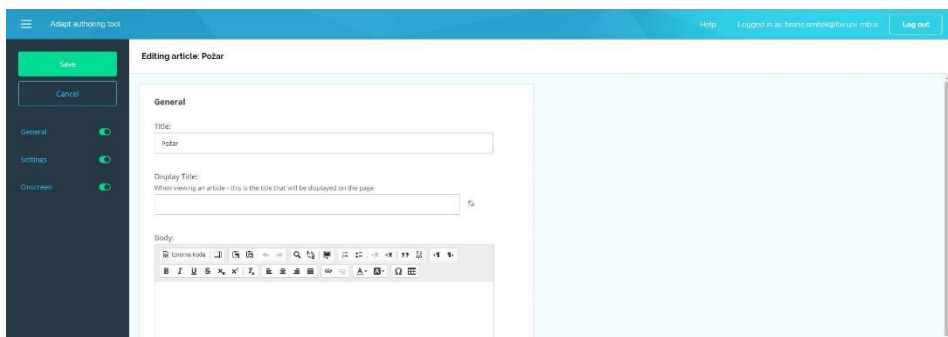 Adapt authoring tool
Help
Logged in as: brane.smitek@fov.uni-mb.si
Log out
Save
Cancel
General
Settings
Onscreen
Editing article: Požar
General
Title:
Požar
Display Title:
When viewing an article - this is the title that will be displayed on the page
Body:
Izvorna koda